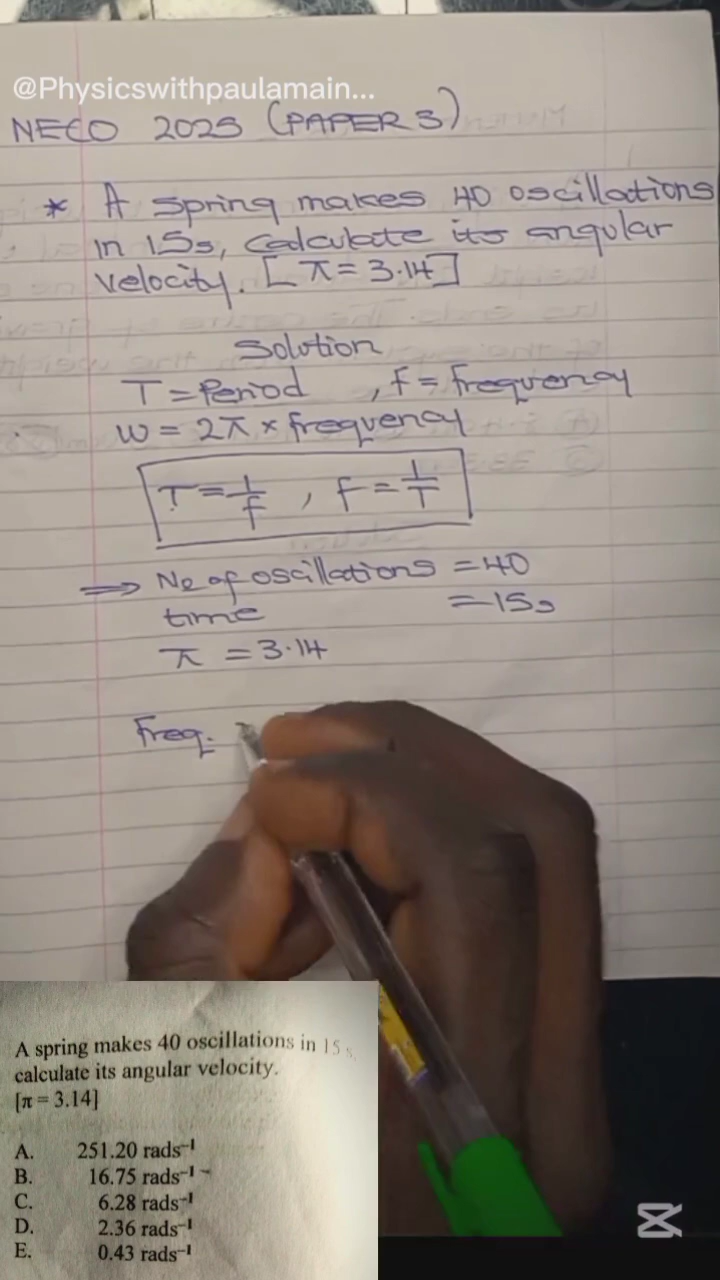 @Physicswithpaulamain...
NECO 2025 (PAPER 3)
* A spring makes 40 oscillations
in 15s, Calculate its angular
velocity. [π = 3.14]
Solution
T = Period , F = frequency
W = 2π × frequency
T = 1/F , F = 1/T
⇒ No of oscillations = 40
time = 15s
π = 3.14
Freq.
A spring makes 40 oscillations in 15 s,
calculate its angular velocity.
[π = 3.14]
A. 251.20 rads⁻¹
B. 16.75 rads⁻¹
C. 6.28 rads⁻¹
D. 2.36 rads⁻¹
E. 0.43 rads⁻¹